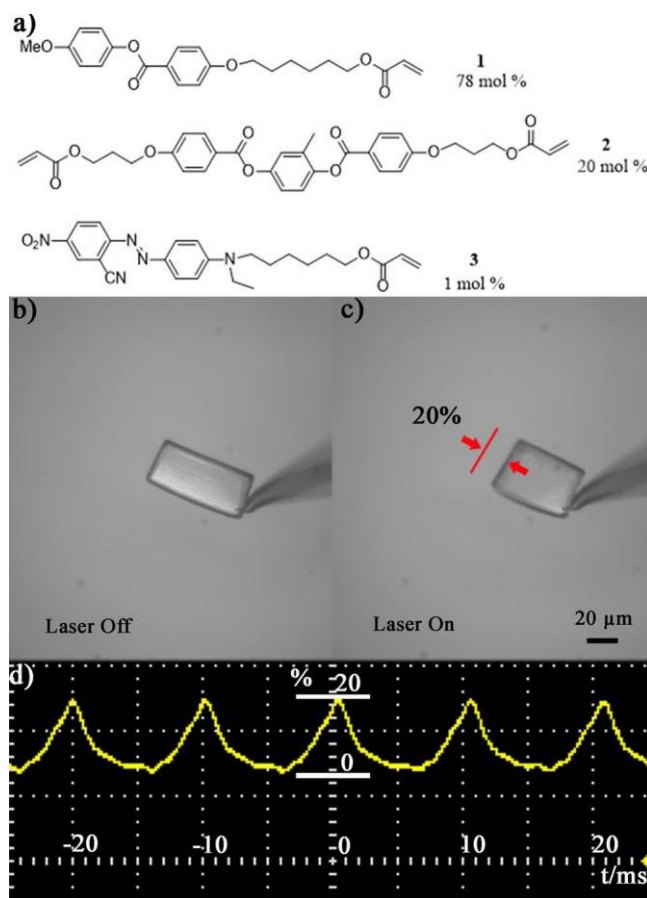 a)
MeO
O
O
O
O
O
1
78 mol %
O
O
O
O
O
O
O
O
O
O
2
20 mol %
O₂N
N
N
CN
N
O
O
3
1 mol %
b)
c)
20%
Laser Off
Laser On
20 µm
d)
%
20
0
-20
-10
-0
10
20
t/ms